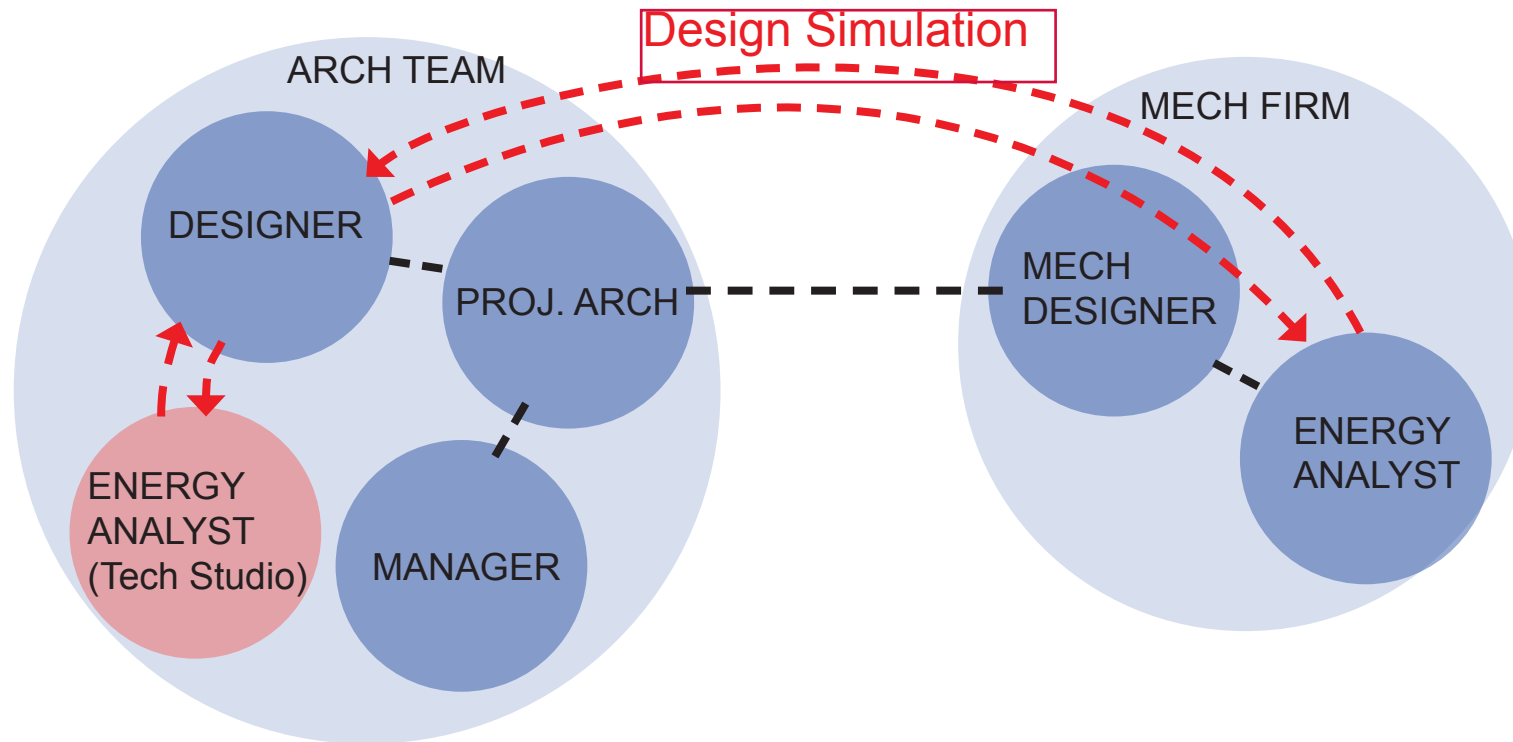 Design Simulation
ARCH TEAM
MECH FIRM
DESIGNER
PROJ. ARCH
MECH
DESIGNER
ENERGY
ANALYST
(Tech Studio)
MANAGER
ENERGY
ANALYST